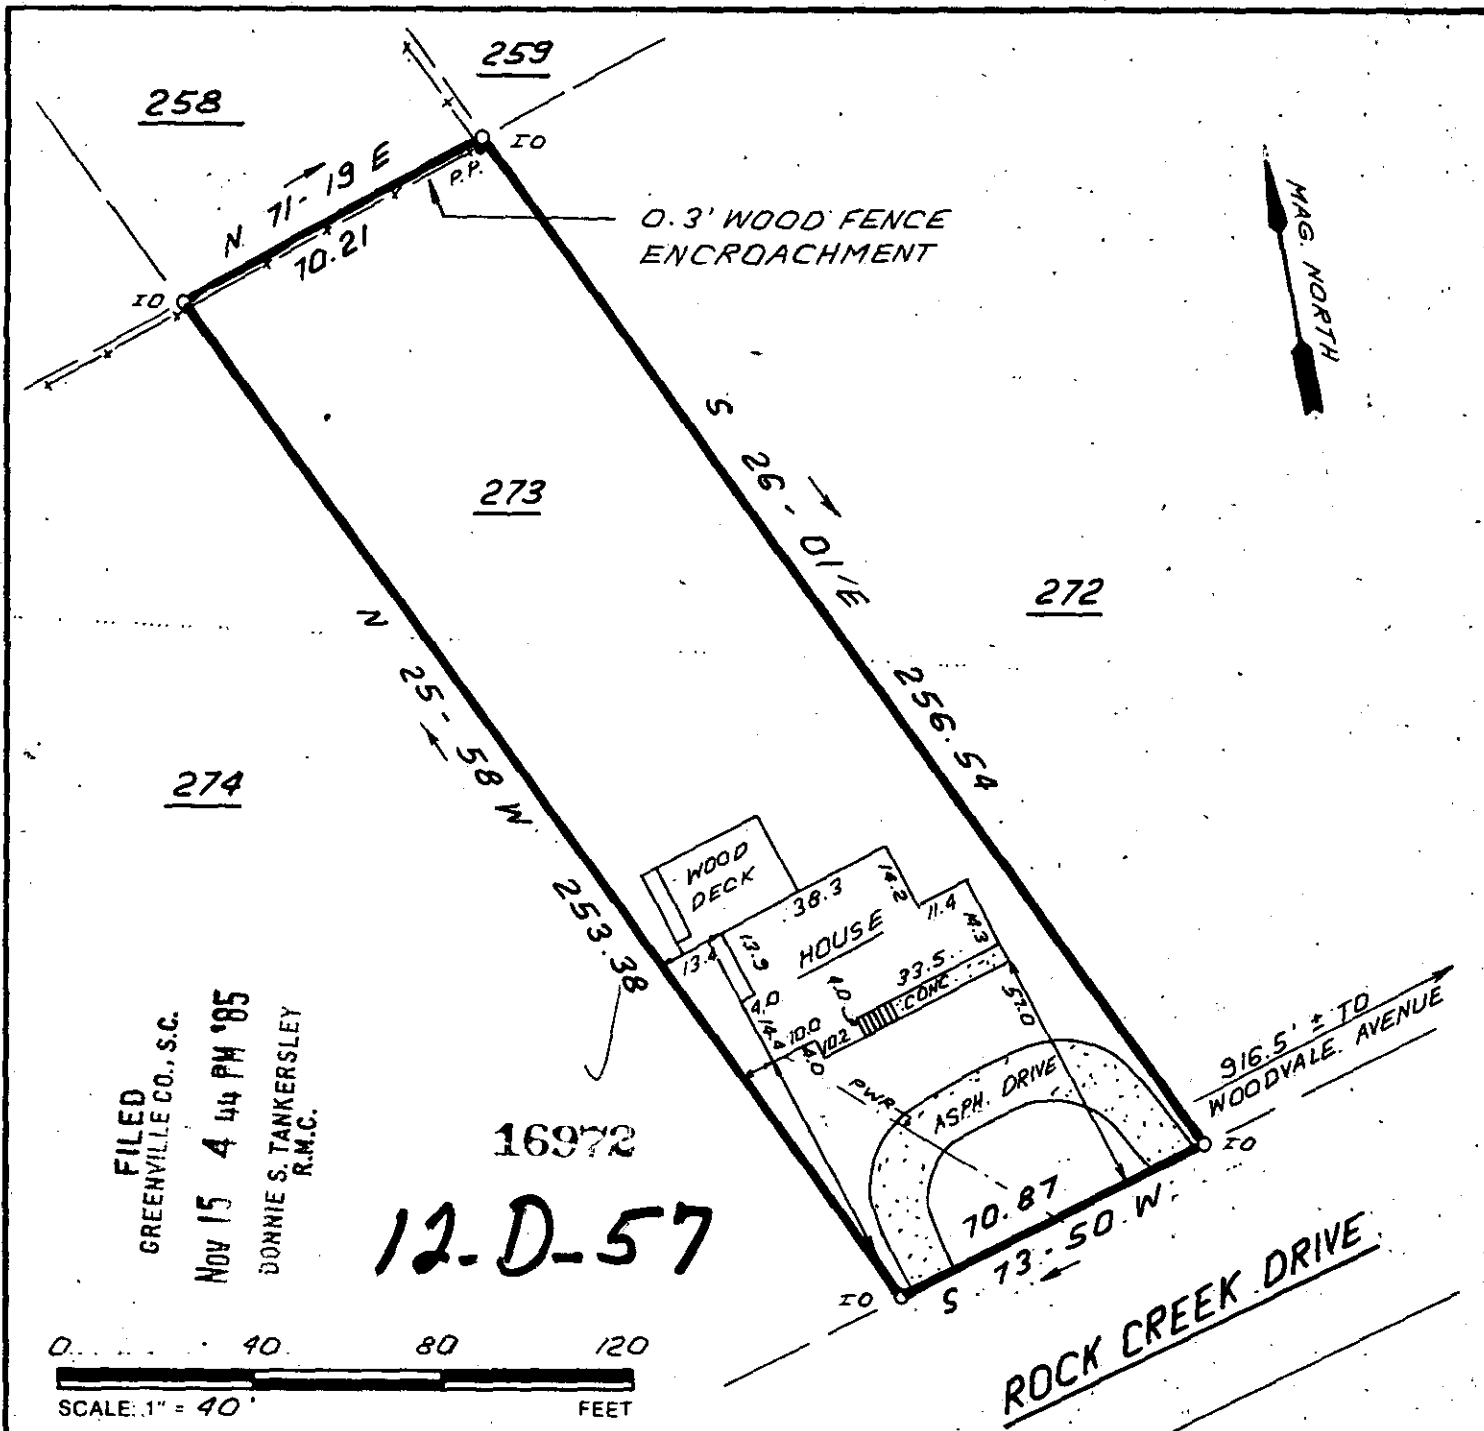 259
258
IO
N 71-19 E
P.P.
70.21
0.3' WOOD FENCE
ENCROACHMENT
MAG. NORTH
IO
S 26-01 E
273
272
N 25-58 W
256.54
274
WOOD
DECK
38.3
14.2
11.4
14.3
HOUSE
253.38
13.4
13.9
33.5
CONC.
4.0
4.0
57.0
14.4
10.0
10.2
4.0
PWR.
ASPH. DRIVE
916.5' ± TO
WOODVALE AVENUE
IO
FILED
GREENVILLE CO., S.C.
NOV 15 4 44 PM '85
DONNIE S. TANKERSLEY
R.M.C.
16972
12-D-57
70.87
S 73-50 W
IO
ROCK CREEK DRIVE
0 40 80 120
SCALE: 1" = 40' FEET